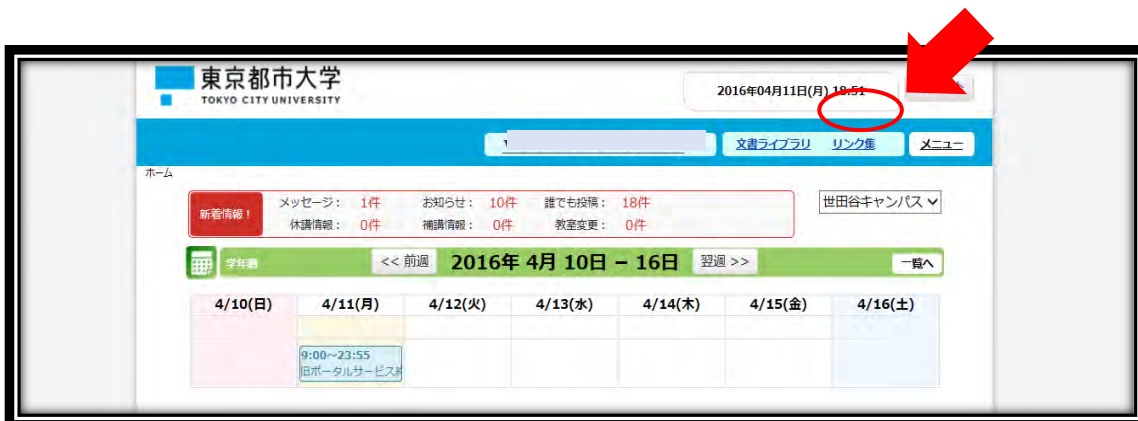 東京都市大学
TOKYO CITY UNIVERSITY
2016年04月11日(月) 18:51
文書ライブラリ リンク集 メニュー
ホーム
新着情報！
メッセージ： 1件 お知らせ： 10件 誰でも投稿： 18件
休講情報： 0件 補講情報： 0件 教室変更： 0件
世田谷キャンパス
学年暦 << 前週 2016年 4月 10日 − 16日 翌週 >> 一覧へ
4/10(日) 4/11(月) 4/12(火) 4/13(水) 4/14(木) 4/15(金) 4/16(土)
9:00~23:55
旧ポータルサービス